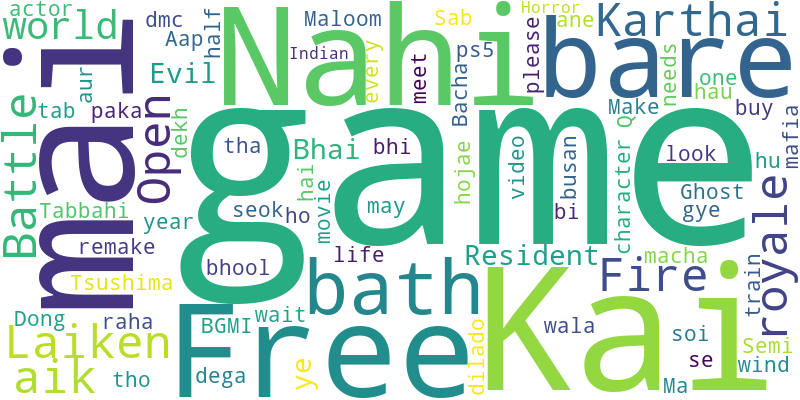 actor
world
dmc
Aap
half
Maloom
Nahi
Indian
every
Sab
meet
ps5
Horror
ane
please
bare
Karthai
needs
one
hau
mai
aur
Evil
tab
paka
Open
dekh
Battle
Tabbahi
year
remake
Tsushima
game
tha
Bhai
bhi
hai
movie
seok
ho
may
bhool
life
Bacha
hojae
video
busan
bi
Make
character Q
look
buy
mafia
hu
Ghost
gye
royale
Resident
macha
train
Fire
bath
Free
Kai
Dong
raha
BGMI
wait
Laiken
aik
tho
dega
ye
dilado
wala
soi
se
Ma
Semi
wind